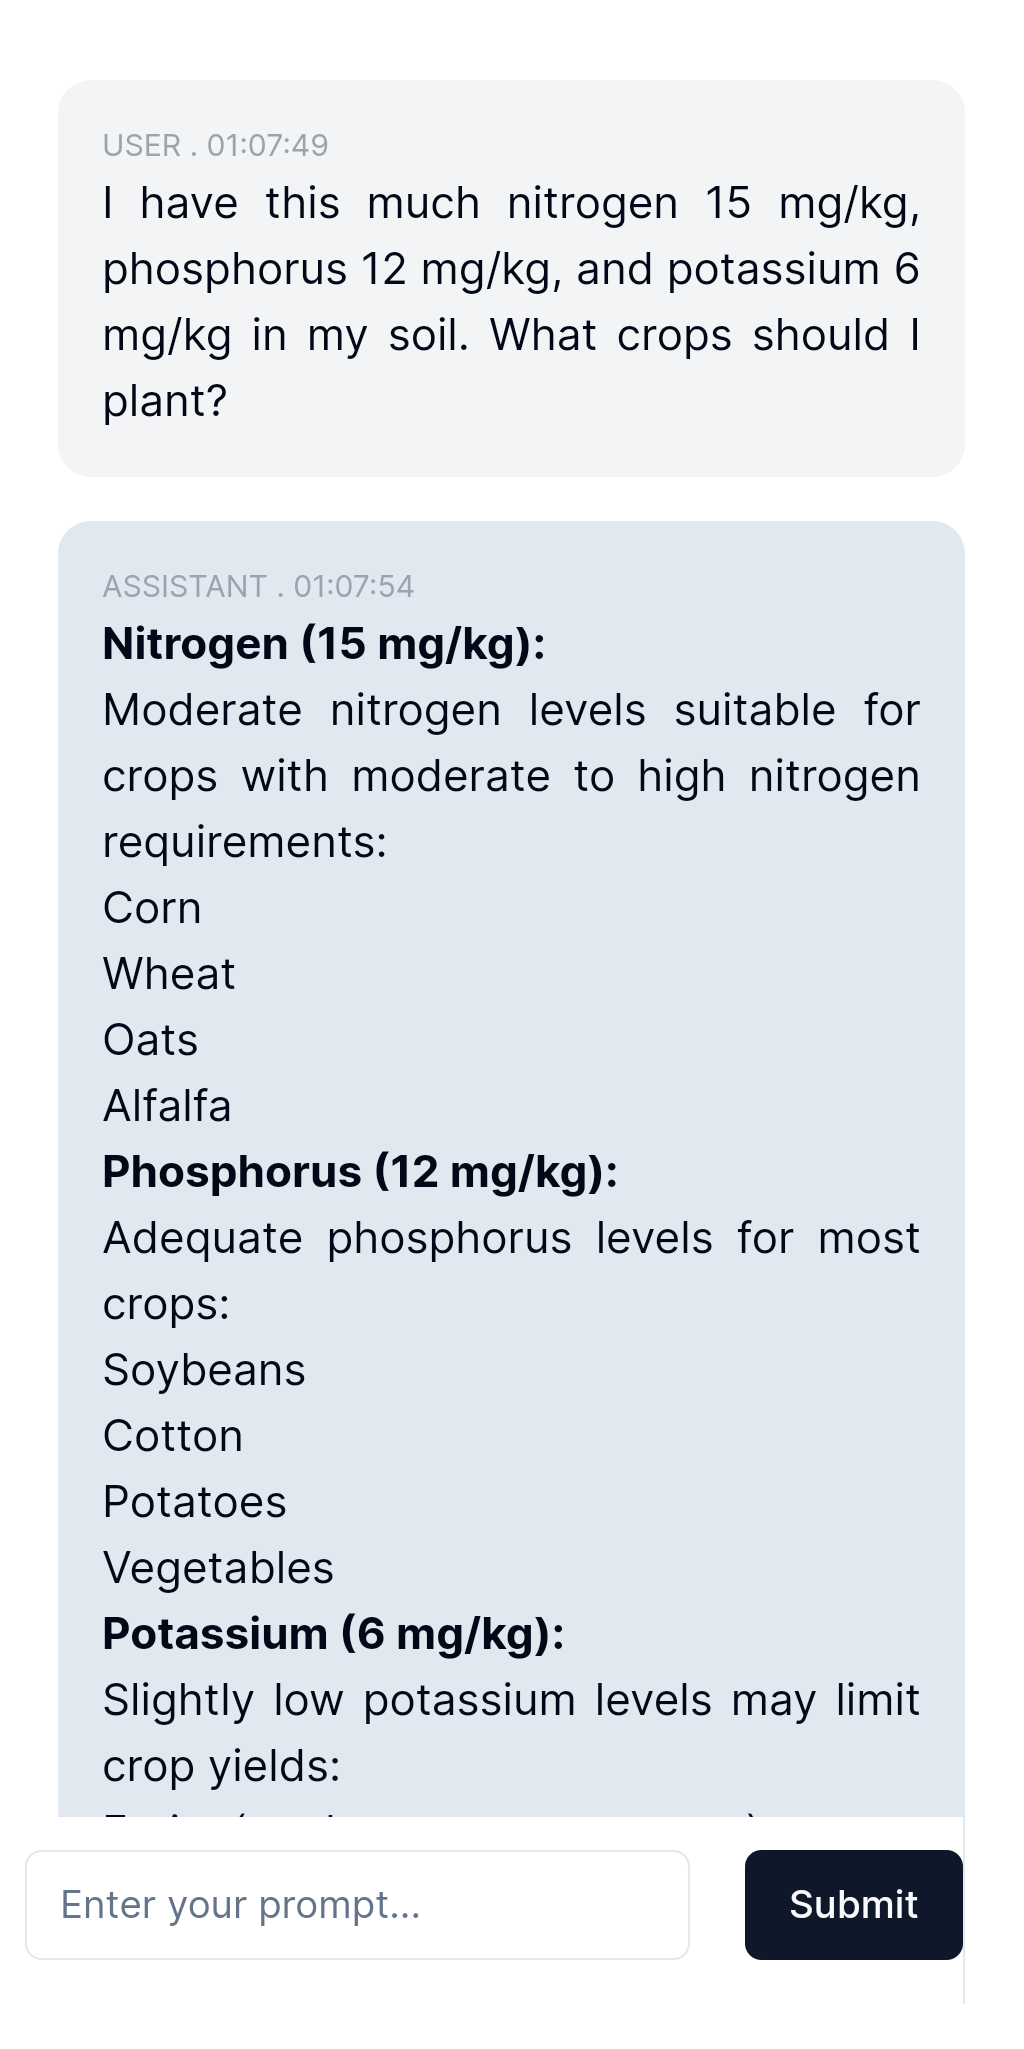 USER . 01:07:49
I have this much nitrogen 15 mg/kg,
phosphorus 12 mg/kg, and potassium 6
mg/kg in my soil. What crops should I
plant?
ASSISTANT . 01:07:54
Nitrogen (15 mg/kg):
Moderate nitrogen levels suitable for
crops with moderate to high nitrogen
requirements:
Corn
Wheat
Oats
Alfalfa
Phosphorus (12 mg/kg):
Adequate phosphorus levels for most
crops:
Soybeans
Cotton
Potatoes
Vegetables
Potassium (6 mg/kg):
Slightly low potassium levels may limit
crop yields:
Enter your prompt...
Submit